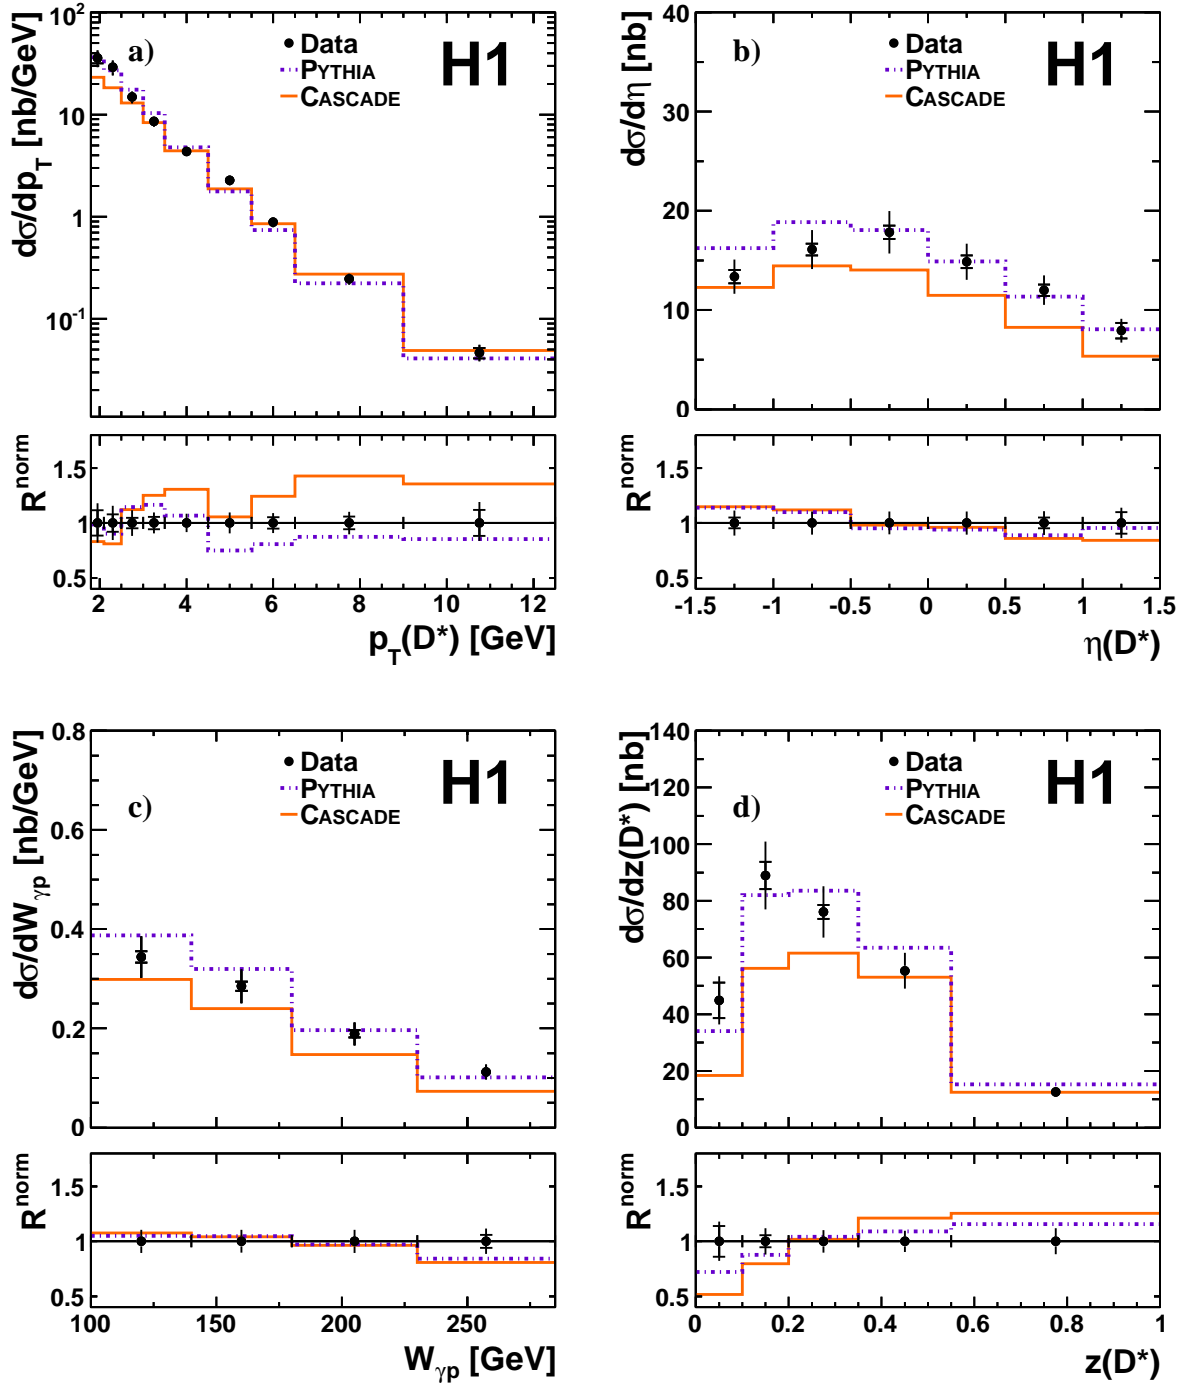 a)
Data
PYTHIA
CASCADE
H1
dσ/dp_T [nb/GeV]
10²
10
1
10⁻¹
R^norm
1.5
1
0.5
2 4 6 8 10 12
p_T(D*) [GeV]
b)
Data
PYTHIA
CASCADE
H1
dσ/dη [nb]
40
30
20
10
0
R^norm
1.5
1
0.5
-1.5 -1 -0.5 0 0.5 1 1.5
η(D*)
c)
Data
PYTHIA
CASCADE
H1
dσ/dW_γp [nb/GeV]
0.8
0.6
0.4
0.2
0
R^norm
1.5
1
0.5
100 150 200 250
W_γp [GeV]
d)
Data
PYTHIA
CASCADE
H1
dσ/dz(D*) [nb]
140
120
100
80
60
40
20
0
R^norm
1.5
1
0.5
0 0.2 0.4 0.6 0.8 1
z(D*)